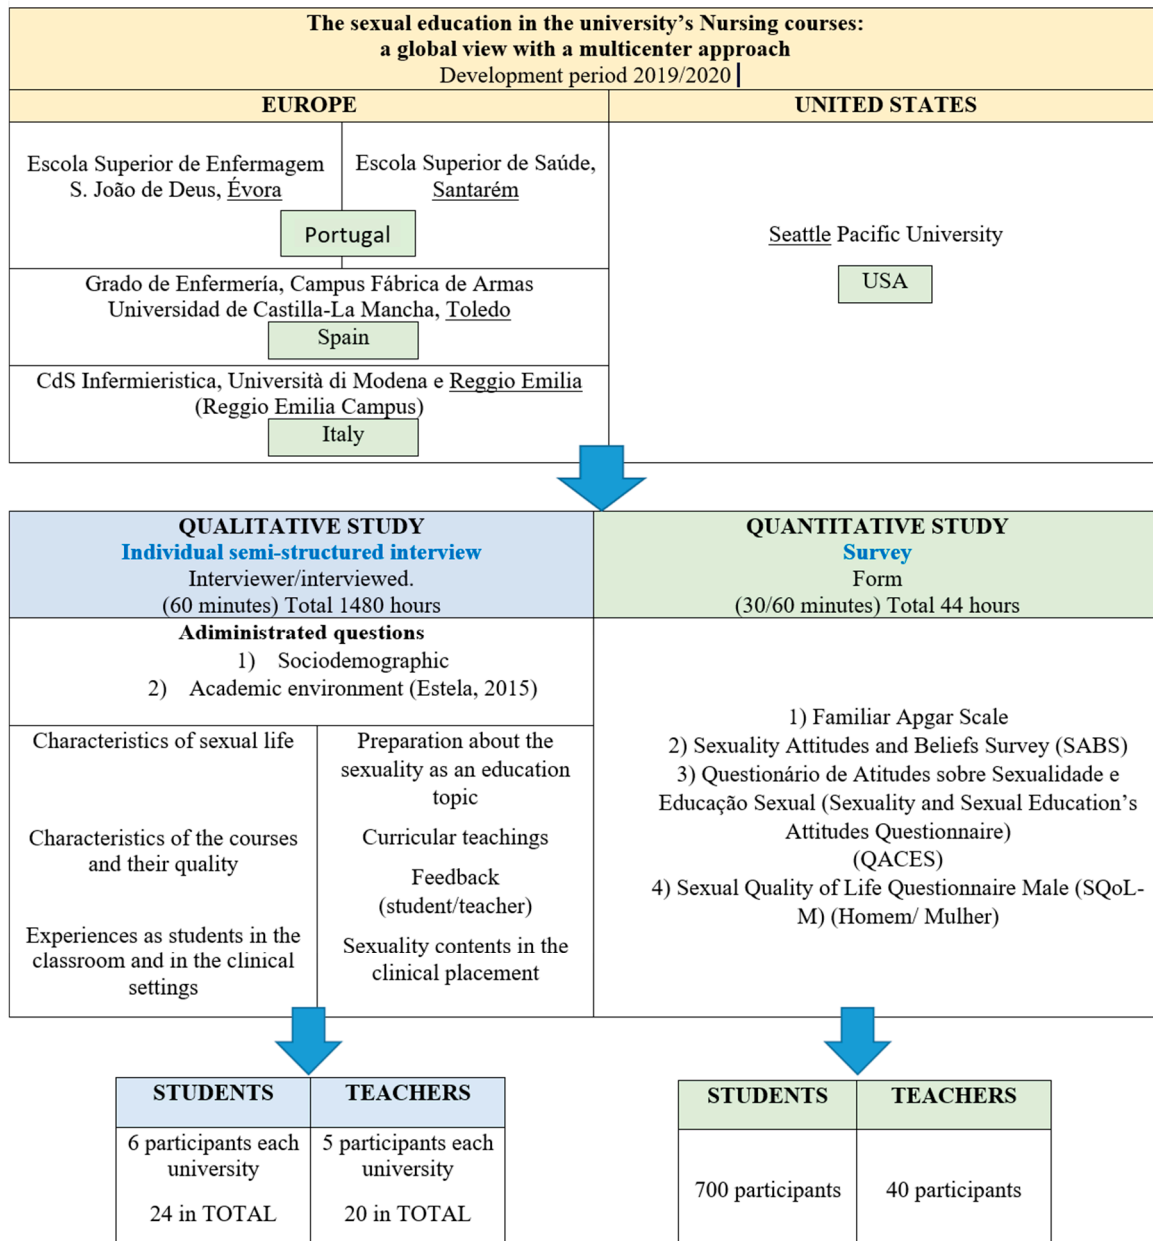 The sexual education in the university's Nursing courses:
a global view with a multicenter approach
Development period 2019/2020
EUROPE
UNITED STATES
Escola Superior de Enfermagem
S. João de Deus, Évora
Escola Superior de Saúde,
Santarém
Portugal
Seattle Pacific University
USA
Grado de Enfermería, Campus Fábrica de Armas
Universidad de Castilla-La Mancha, Toledo
Spain
CdS Infermieristica, Università di Modena e Reggio Emilia
(Reggio Emilia Campus)
Italy
QUALITATIVE STUDY
Individual semi-structured interview
Interviewer/interviewed.
(60 minutes) Total 1480 hours
QUANTITATIVE STUDY
Survey
Form
(30/60 minutes) Total 44 hours
Adiministrated questions
1) Sociodemographic
2) Academic environment (Estela, 2015)
Characteristics of sexual life
Characteristics of the courses
and their quality
Experiences as students in the
classroom and in the clinical
settings
Preparation about the
sexuality as an education
topic
Curricular teachings
Feedback
(student/teacher)
Sexuality contents in the
clinical placement
1) Familiar Apgar Scale
2) Sexuality Attitudes and Beliefs Survey (SABS)
3) Questionário de Atitudes sobre Sexualidade e
Educação Sexual (Sexuality and Sexual Education's
Attitudes Questionnaire)
(QACES)
4) Sexual Quality of Life Questionnaire Male (SQoL-
M) (Homem/ Mulher)
STUDENTS
TEACHERS
6 participants each
university
24 in TOTAL
5 participants each
university
20 in TOTAL
STUDENTS
TEACHERS
700 participants
40 participants